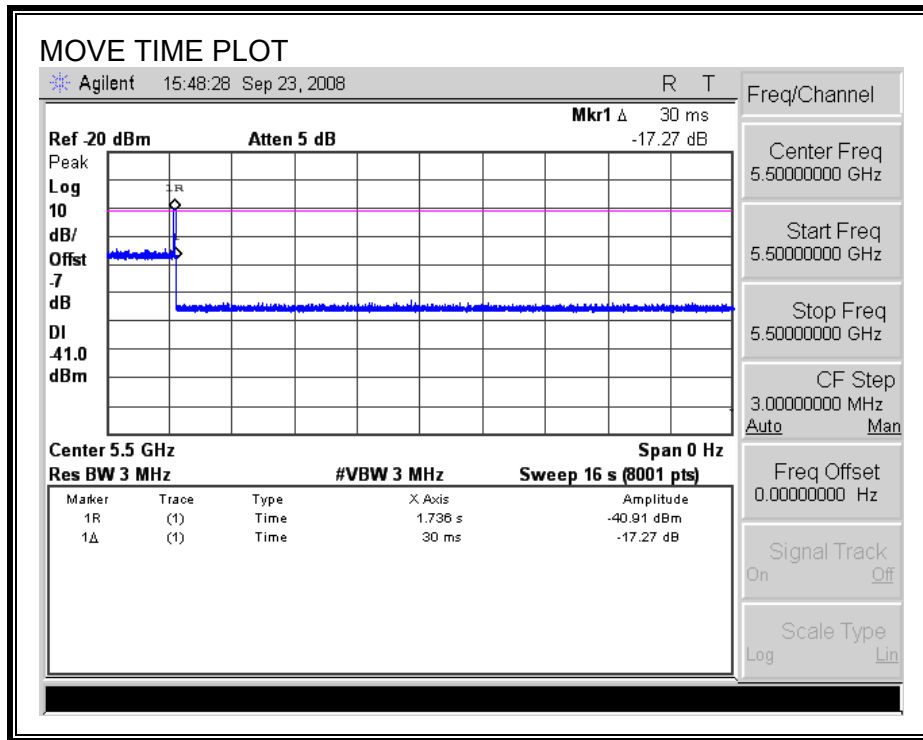 MOVE TIME PLOT
Agilent 15:48:28 Sep 23, 2008 R T
Mkr1 Δ 30 ms
Ref -20 dBm Atten 5 dB -17.27 dB
Peak
Log
10
dB/
Offst
-7
dB
DI
-41.0
dBm
1R
1
Center 5.5 GHz Span 0 Hz
Res BW 3 MHz #VBW 3 MHz Sweep 16 s (8001 pts)
Marker Trace Type X Axis Amplitude
1R (1) Time 1.736 s -40.91 dBm
1Δ (1) Time 30 ms -17.27 dB
Freq/Channel
Center Freq
5.50000000 GHz
Start Freq
5.50000000 GHz
Stop Freq
5.50000000 GHz
CF Step
3.00000000 MHz
Auto Man
Freq Offset
0.00000000 Hz
Signal Track
On Off
Scale Type
Log Lin